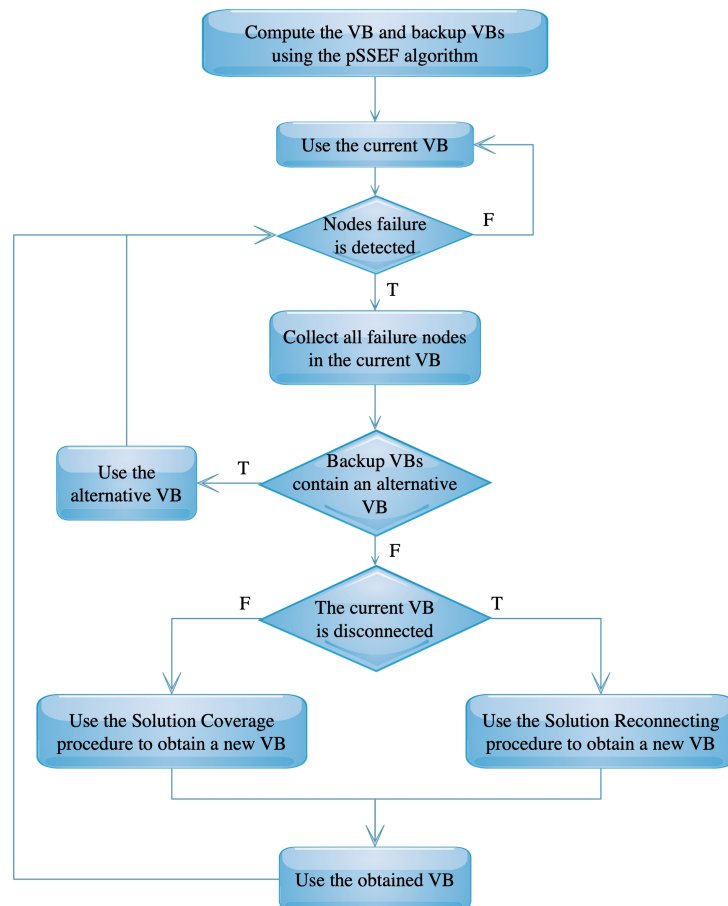 Compute the VB and backup VBs
using the pSSEF algorithm
Use the current VB
Nodes failure
is detected
F
T
Collect all failure nodes
in the current VB
Backup VBs
contain an alternative
VB
T
Use the
alternative VB
F
The current VB
is disconnected
F
T
Use the Solution Coverage
procedure to obtain a new VB
Use the Solution Reconnecting
procedure to obtain a new VB
Use the obtained VB